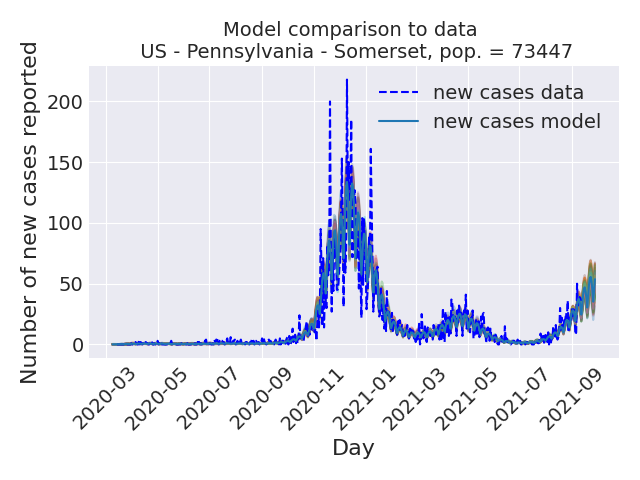 Model comparison to data
US - Pennsylvania - Somerset, pop. = 73447
Number of new cases reported
200
150
100
50
0
new cases data
new cases model
2020-03
2020-05
2020-07
2020-09
2020-11
2021-01
2021-03
2021-05
2021-07
2021-09
Day